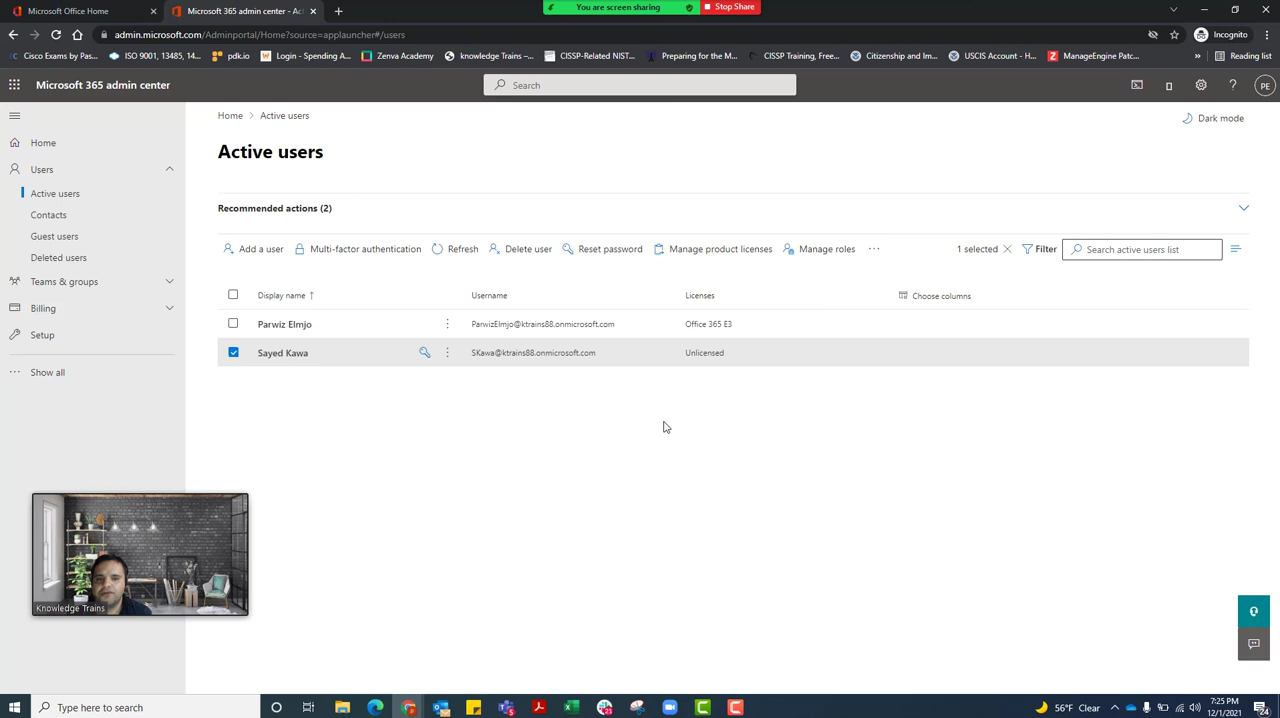 Microsoft Office Home
Microsoft 365 admin center - Act
You are screen sharing
Stop Share
admin.microsoft.com/Adminportal/Home?source=applauncher#/users
Incognito
Cisco Exams by Pas...
ISO 9001, 13485, 14...
pdk.io
Login - Spending A...
Zenva Academy
knowledge Trains –...
CISSP-Related NIST...
Preparing for the M...
CISSP Training, Free...
Citizenship and Im...
USCIS Account - H...
ManageEngine Patc...
»
Reading list
Microsoft 365 admin center
Search
PE
Home > Active users
Dark mode
Active users
Recommended actions (2)
Home
Users
Active users
Contacts
Guest users
Deleted users
Teams & groups
Billing
Setup
Show all
Add a user
Multi-factor authentication
Refresh
Delete user
Reset password
Manage product licenses
Manage roles
1 selected
Filter
Search active users list
Display name ↑
Username
Licenses
Choose columns
Parwiz Elmjo
ParwizElmjo@ktrains88.onmicrosoft.com
Office 365 E3
Sayed Kawa
SKawa@ktrains88.onmicrosoft.com
Unlicensed
Knowledge Trains
Type here to search
56°F Clear
7:25 PM
12/1/2021